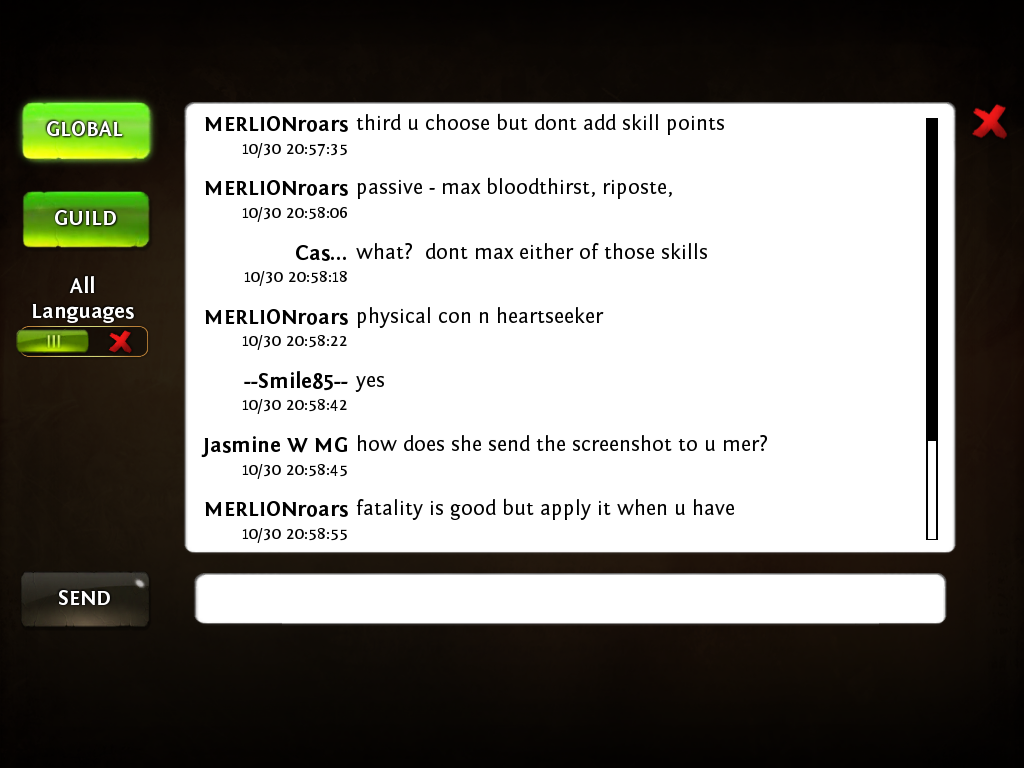 GLOBAL
GUILD
All
Languages
MERLIONroars third u choose but dont add skill points
10/30 20:57:35
MERLIONroars passive - max bloodthirst, riposte,
10/30 20:58:06
Cas... what?  dont max either of those skills
10/30 20:58:18
MERLIONroars physical con n heartseeker
10/30 20:58:22
--Smile85-- yes
10/30 20:58:42
Jasmine W MG how does she send the screenshot to u mer?
10/30 20:58:45
MERLIONroars fatality is good but apply it when u have
10/30 20:58:55
SEND